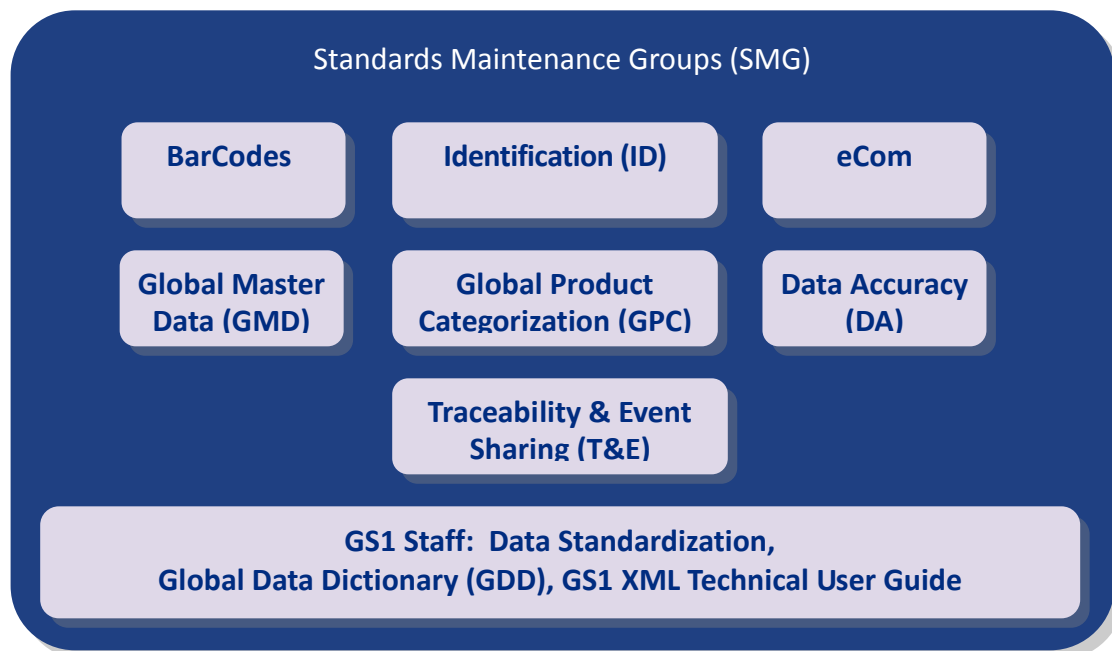 Standards Maintenance Groups (SMG)
BarCodes
Identification (ID)
eCom
Global Master
Data (GMD)
Global Product
Categorization (GPC)
Data Accuracy
(DA)
Traceability & Event
Sharing (T&E)
GS1 Staff:  Data Standardization,
Global Data Dictionary (GDD), GS1 XML Technical User Guide